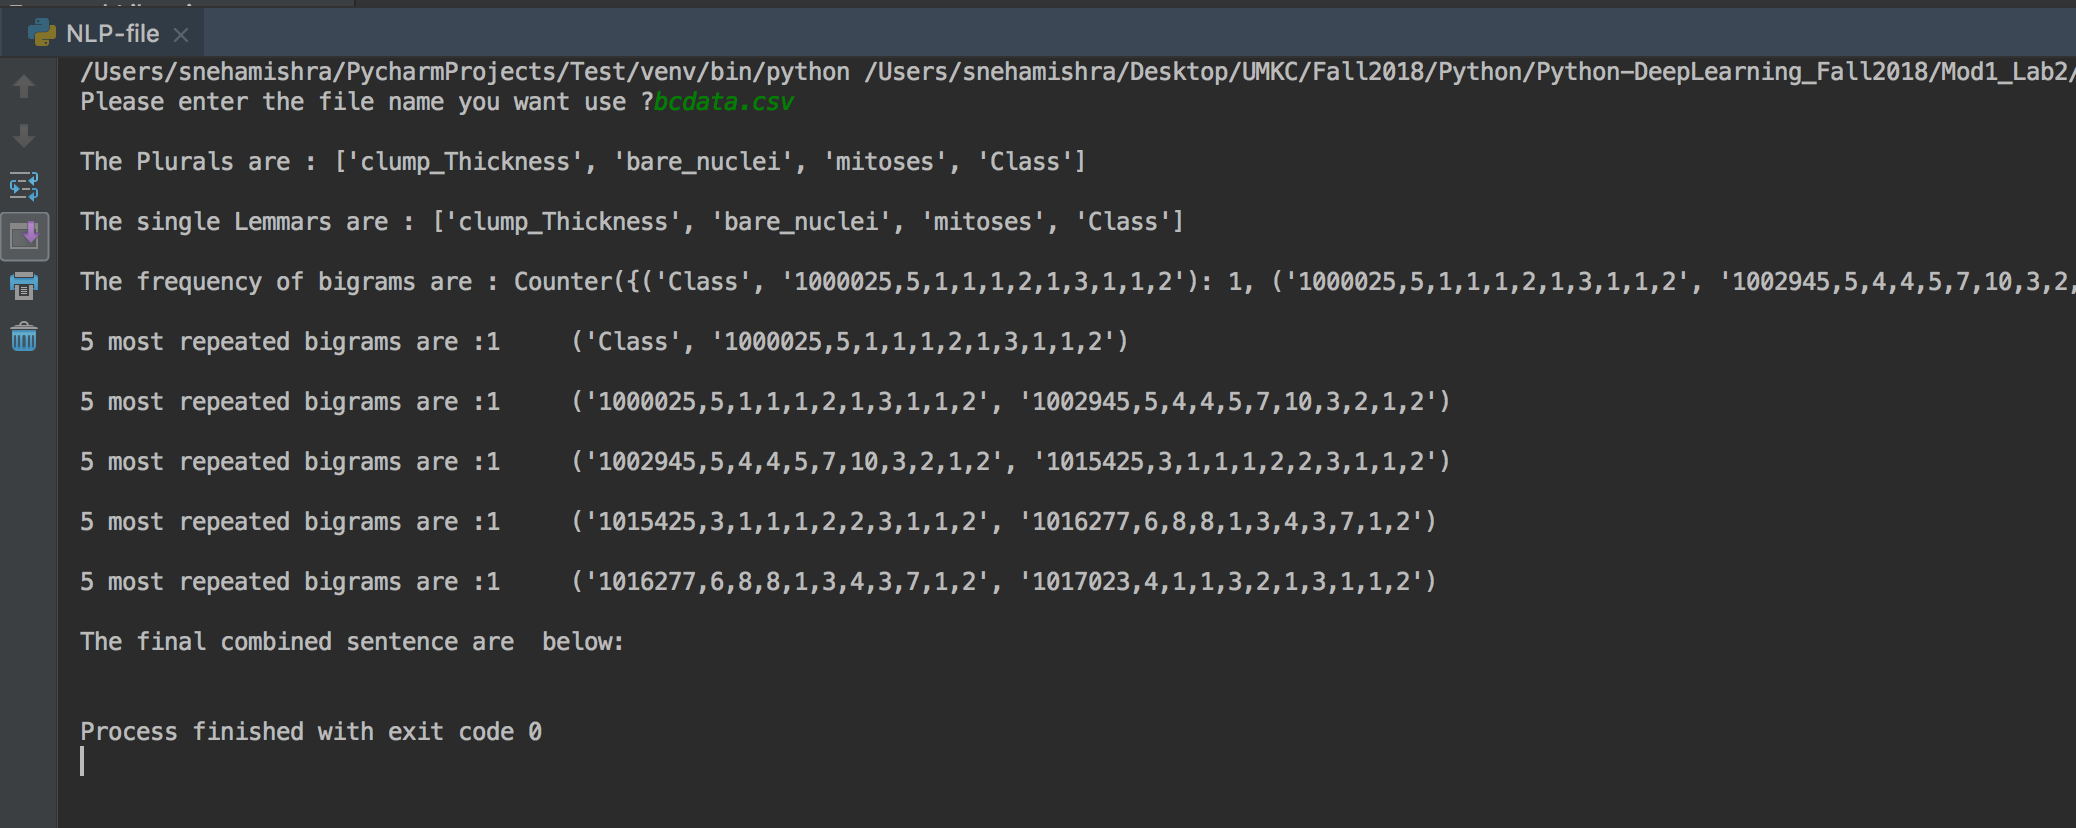 NLP-file
/Users/snehamishra/PycharmProjects/Test/venv/bin/python /Users/snehamishra/Desktop/UMKC/Fall2018/Python/Python-DeepLearning_Fall2018/Mod1_Lab2/
Please enter the file name you want use ?bcdata.csv
The Plurals are : ['clump_Thickness', 'bare_nuclei', 'mitoses', 'Class']
The single Lemmars are : ['clump_Thickness', 'bare_nuclei', 'mitoses', 'Class']
The frequency of bigrams are : Counter({('Class', '1000025,5,1,1,1,2,1,3,1,1,2'): 1, ('1000025,5,1,1,1,2,1,3,1,1,2', '1002945,5,4,4,5,7,10,3,2,
5 most repeated bigrams are :1 ('Class', '1000025,5,1,1,1,2,1,3,1,1,2')
5 most repeated bigrams are :1 ('1000025,5,1,1,1,2,1,3,1,1,2', '1002945,5,4,4,5,7,10,3,2,1,2')
5 most repeated bigrams are :1 ('1002945,5,4,4,5,7,10,3,2,1,2', '1015425,3,1,1,1,2,2,3,1,1,2')
5 most repeated bigrams are :1 ('1015425,3,1,1,1,2,2,3,1,1,2', '1016277,6,8,8,1,3,4,3,7,1,2')
5 most repeated bigrams are :1 ('1016277,6,8,8,1,3,4,3,7,1,2', '1017023,4,1,1,3,2,1,3,1,1,2')
The final combined sentence are  below:
Process finished with exit code 0